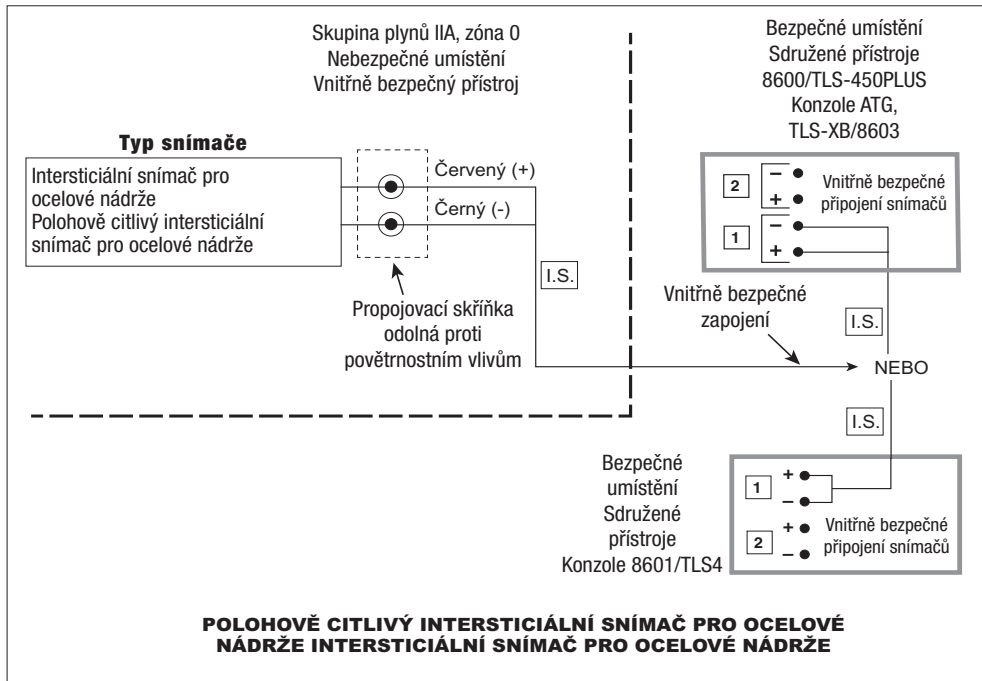 Skupina plynů IIA, zóna 0
Nebezpečné umístění
Vnitřně bezpečný přístroj
Bezpečné umístění
Sdružené přístroje
8600/TLS-450PLUS
Konzole ATG,
TLS-XB/8603
Typ snímače
Intersticiální snímač pro
ocelové nádrže
Polohově citlivý intersticiální
snímač pro ocelové nádrže
Červený (+)
Černý (-)
I.S.
Propojovací skříňka
odolná proti
povětrnostním vlivům
2
−
+
1
−
+
Vnitřně bezpečné
připojení snímačů
Vnitřně bezpečné
zapojení
I.S.
NEBO
I.S.
Bezpečné
umístění
Sdružené
přístroje
Konzole 8601/TLS4
1
+
−
2
+
−
Vnitřně bezpečné
připojení snímačů
POLOHOVĚ CITLIVÝ INTERSTICIÁLNÍ SNÍMAČ PRO OCELOVÉ
NÁDRŽE INTERSTICIÁLNÍ SNÍMAČ PRO OCELOVÉ NÁDRŽE